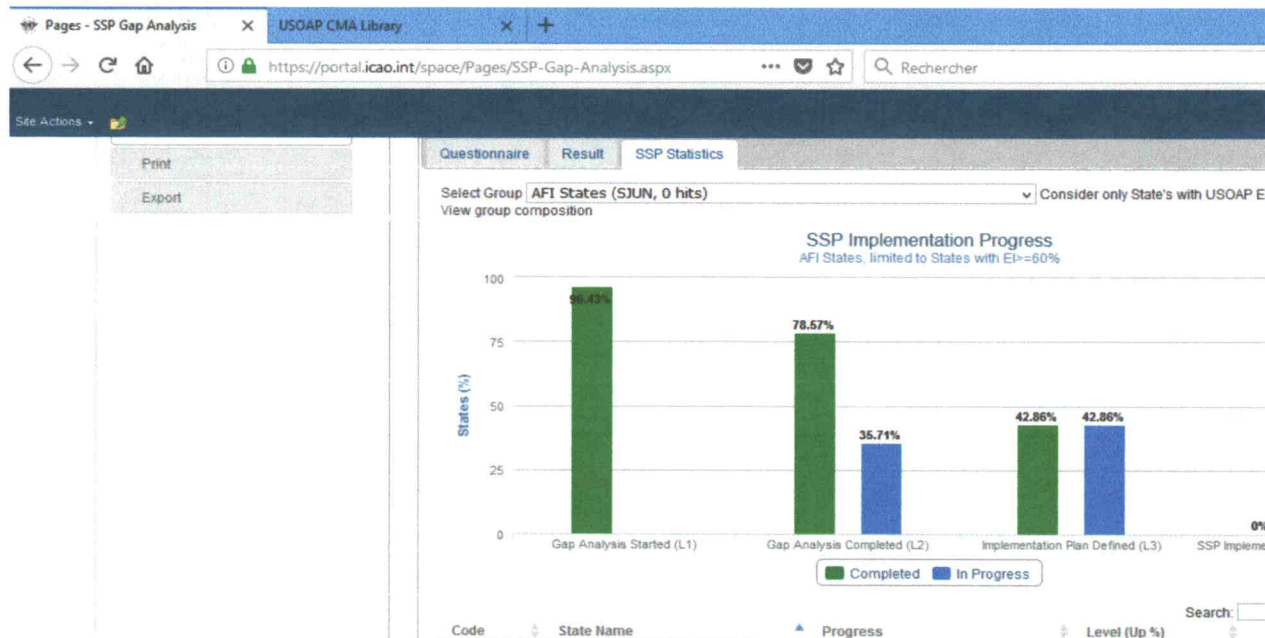 Pages - SSP Gap Analysis
USOAP CMA Library
https://portal.icao.int/space/Pages/SSP-Gap-Analysis.aspx
Rechercher
Site Actions
Print
Export
Questionnaire Result SSP Statistics
Select Group AFI States (SJUN, 0 hits) Consider only State's with USOAP E
View group composition
SSP Implementation Progress
AFI States, limited to States with EI>=60%
100
75
50
25
0
States (%)
96.43%
78.57%
35.71%
42.86%
42.86%
0%
Gap Analysis Started (L1)
Gap Analysis Completed (L2)
Implementation Plan Defined (L3)
SSP Impleme
Completed In Progress
Search:
Code State Name Progress Level (Up %)